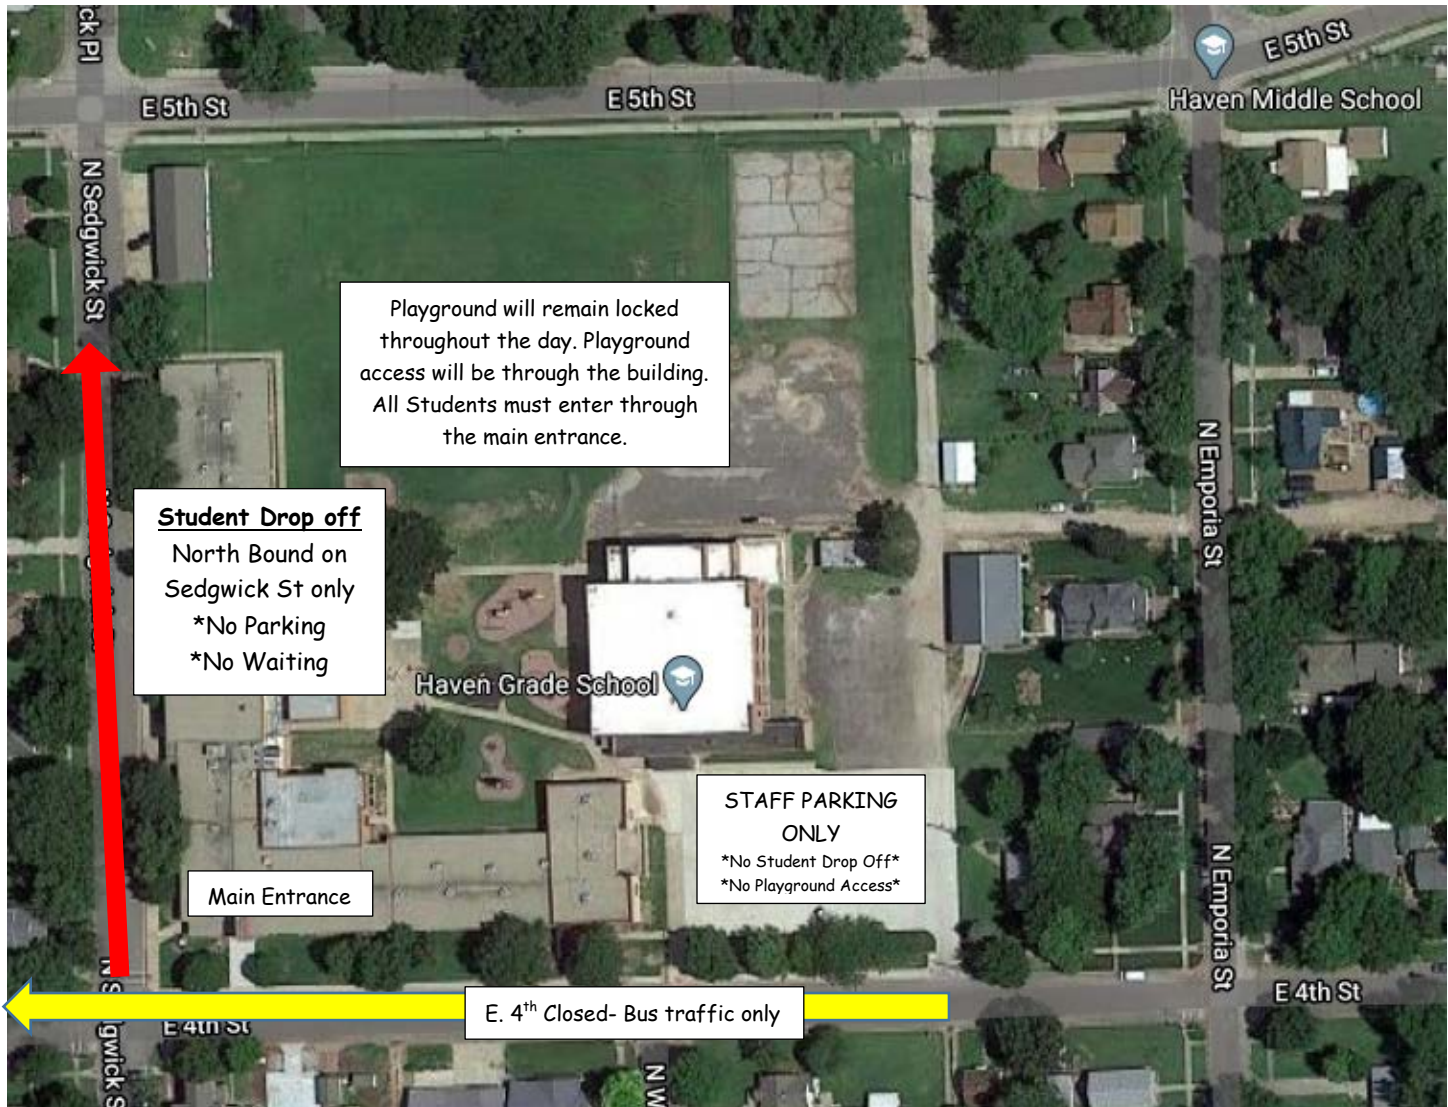 ck Pl
E 5th St
E 5th St
E 5th St
Haven Middle School
N Sedgwick St
Playground will remain locked
throughout the day. Playground
access will be through the building.
All Students must enter through
the main entrance.
N Emporia St
Student Drop off
North Bound on
Sedgwick St only
*No Parking
*No Waiting
Haven Grade School
STAFF PARKING
ONLY
*No Student Drop Off*
*No Playground Access*
Main Entrance
N Emporia St
E 4th St
E. 4th Closed- Bus traffic only
E 4th St
N S
gwick S
N W